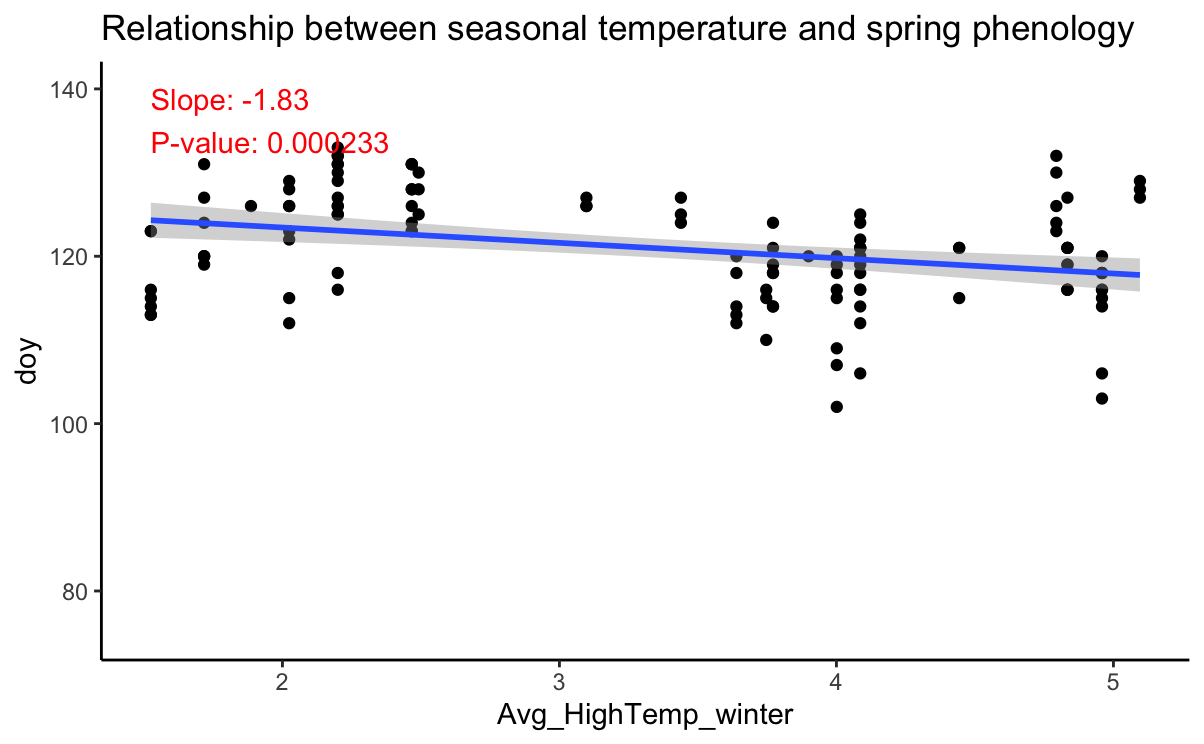 Relationship between seasonal temperature and spring phenology
Slope: -1.83
P-value: 0.000233
140
120
100
80
doy
2 3 4 5
Avg_HighTemp_winter